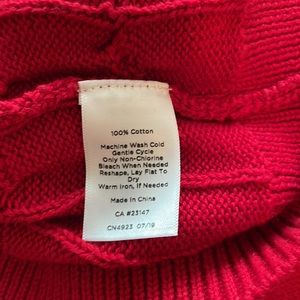 100% Cotton
Machine Wash Cold
Gentle Cycle
Only Non-Chlorine
Bleach When Needed
Reshape, Lay Flat To
Dry
Warm Iron, If Needed
Made in China
CA #23147
CN4923 07/19